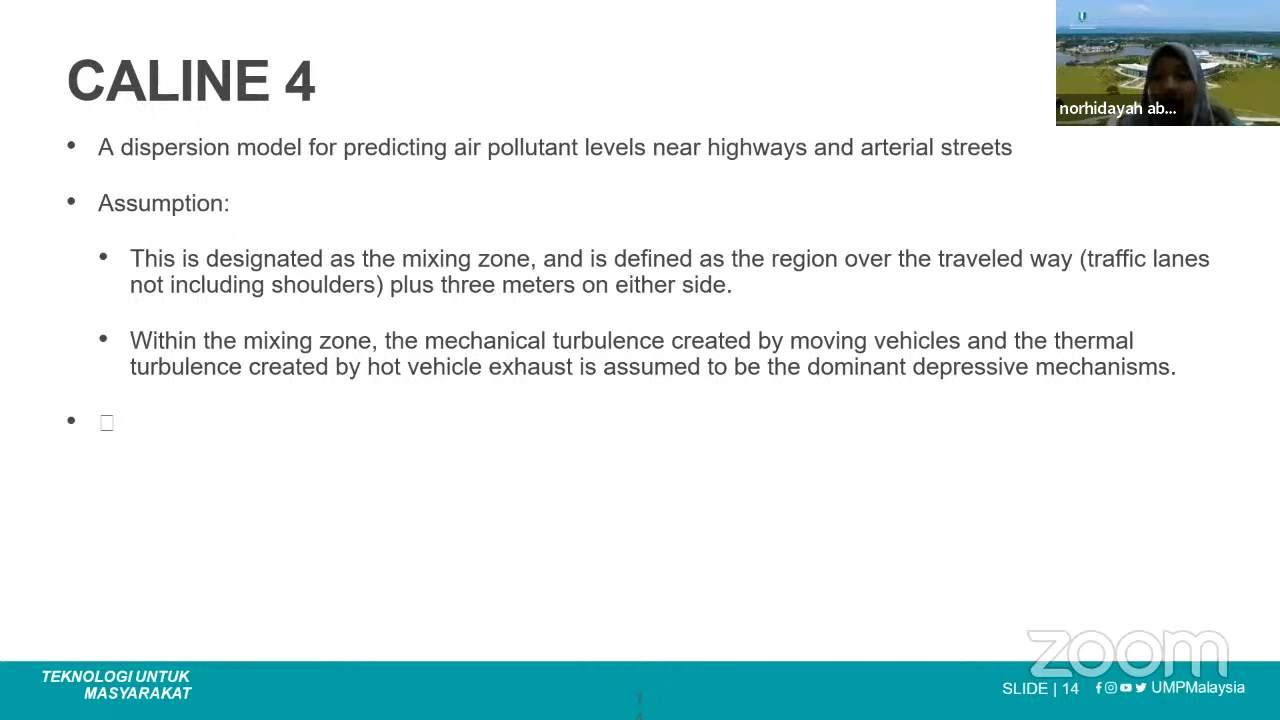 CALINE 4
norhidayah ab...
• A dispersion model for predicting air pollutant levels near highways and arterial streets
• Assumption:
• This is designated as the mixing zone, and is defined as the region over the traveled way (traffic lanes
not including shoulders) plus three meters on either side.
• Within the mixing zone, the mechanical turbulence created by moving vehicles and the thermal
turbulence created by hot vehicle exhaust is assumed to be the dominant depressive mechanisms.
zoom
TEKNOLOGI UNTUK
MASYARAKAT
SLIDE | 14
UMPMalaysia